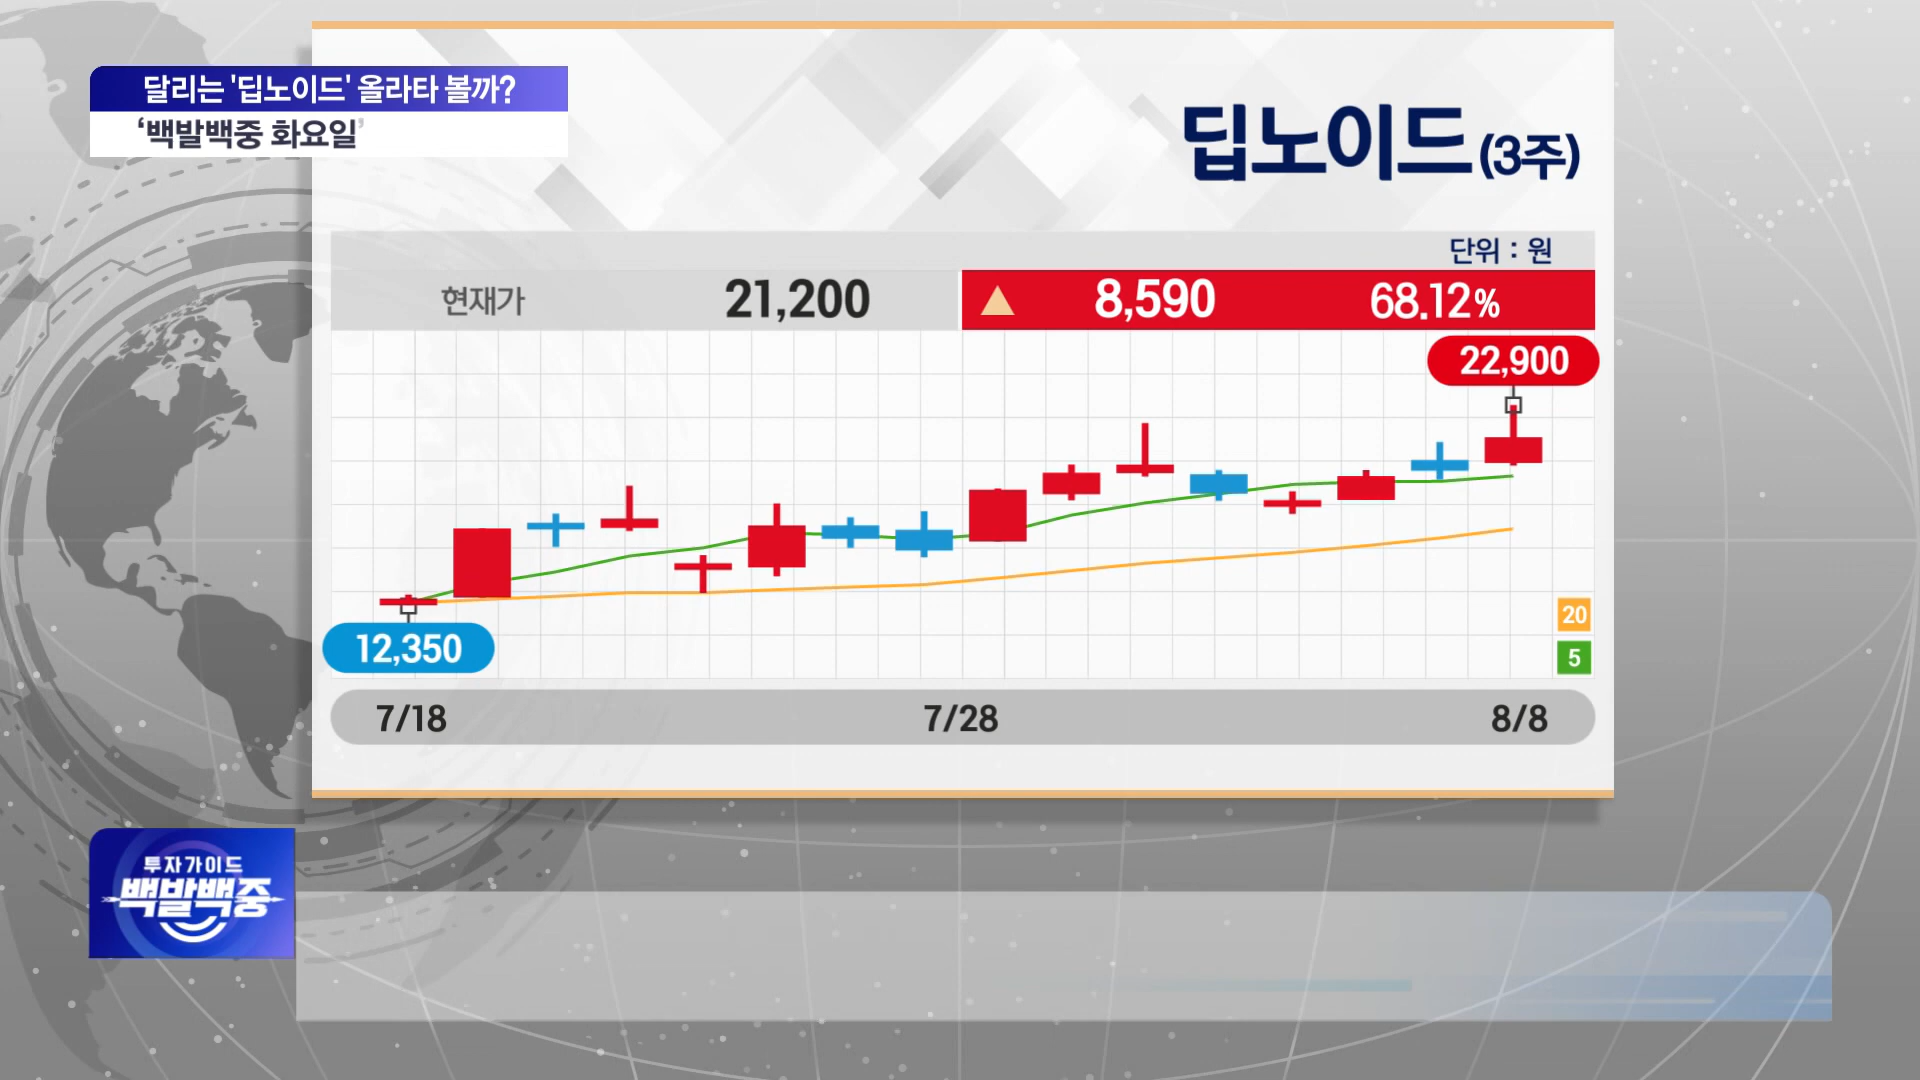 달리는 '딥노이드' 올라타 볼까?
‘백발백중 화요일’
딥노이드(3주)
단위 : 원
현재가 21,200 ▲ 8,590 68.12%
22,900
12,350
20
5
7/18 7/28 8/8
투자가이드
백발백중